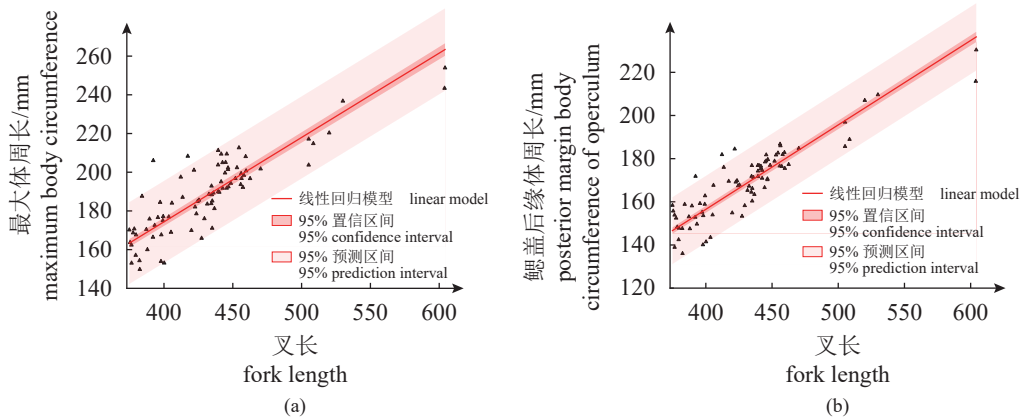 最大体周长/mm
maximum body circumference
260
240
220
200
180
160
140
400
450
500
550
600
线性回归模型 linear model
95% 置信区间
95% confidence interval
95% 预测区间
95% prediction interval
叉长
fork length
(a)
鳃盖后缘体周长/mm
posterior margin body
circumference of operculum
220
200
180
160
140
120
400
450
500
550
600
线性回归模型 linear model
95% 置信区间
95% confidence interval
95% 预测区间
95% prediction interval
叉长
fork length
(b)